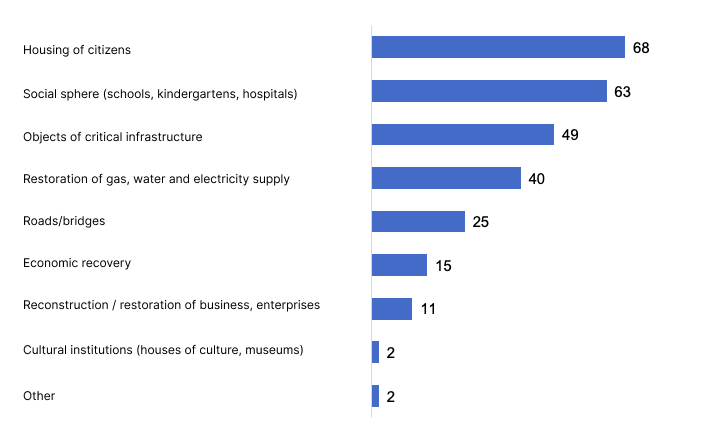 Housing of citizens 68
Social sphere (schools, kindergartens, hospitals) 63
Objects of critical infrastructure 49
Restoration of gas, water and electricity supply 40
Roads/bridges 25
Economic recovery 15
Reconstruction / restoration of business, enterprises 11
Cultural institutions (houses of culture, museums) 2
Other 2